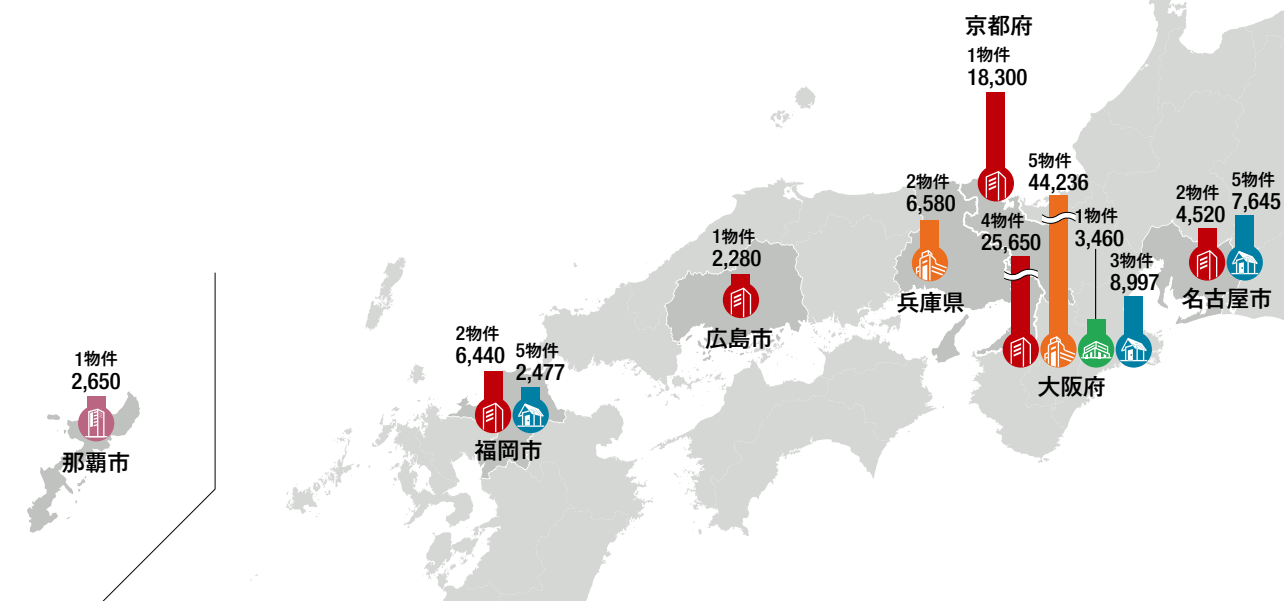 京都府
1物件
18,300
5物件
44,236
2物件
6,580
4物件
25,650
1物件
3,460
3物件
8,997
2物件
4,520
5物件
7,645
名古屋市
兵庫県
大阪府
1物件
2,280
広島市
2物件
6,440
5物件
2,477
福岡市
1物件
2,650
那覇市